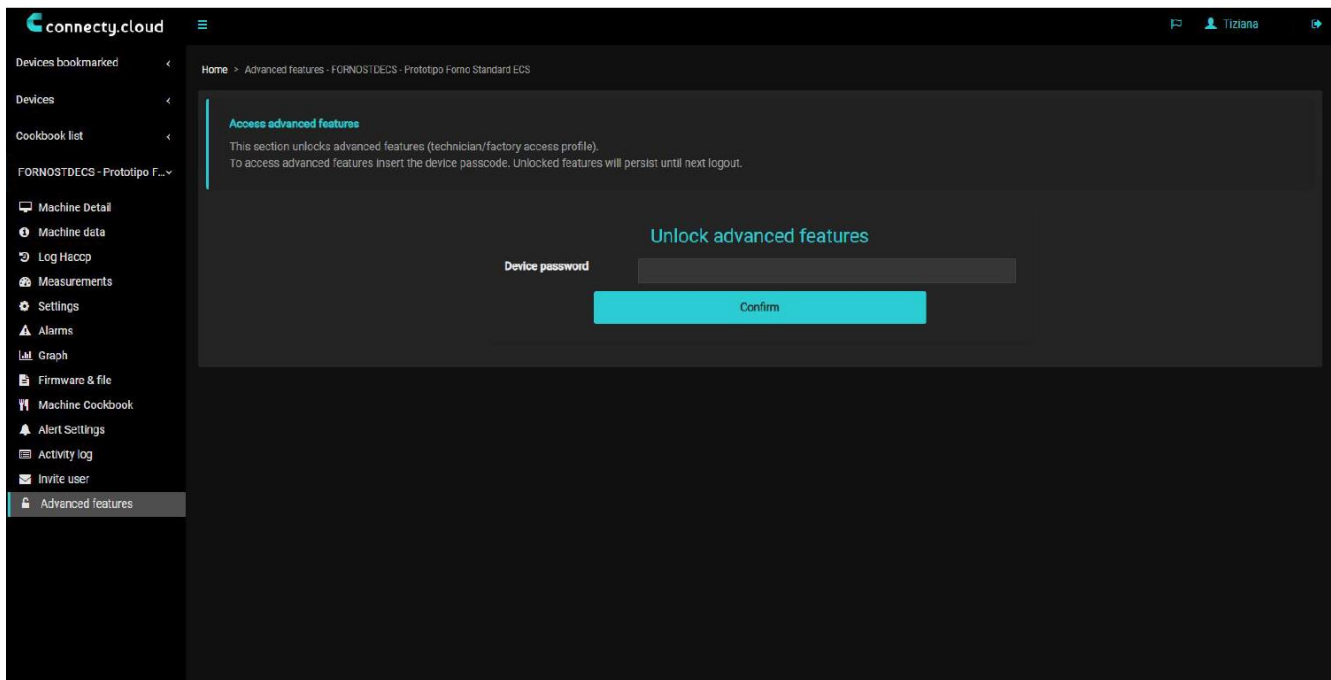 connecty.cloud
Tiziana
Devices bookmarked
Devices
Cookbook list
FORNOSTDECS - Prototipo F...
Machine Detail
Machine data
Log Haccp
Measurements
Settings
Alarms
Graph
Firmware & file
Machine Cookbook
Alert Settings
Activity log
Invite user
Advanced features
Home > Advanced features - FORNOSTDECS - Prototipo Forno Standard ECS
Access advanced features
This section unlocks advanced features (technician/factory access profile).
To access advanced features insert the device passcode. Unlocked features will persist until next logout.
Unlock advanced features
Device password
Confirm